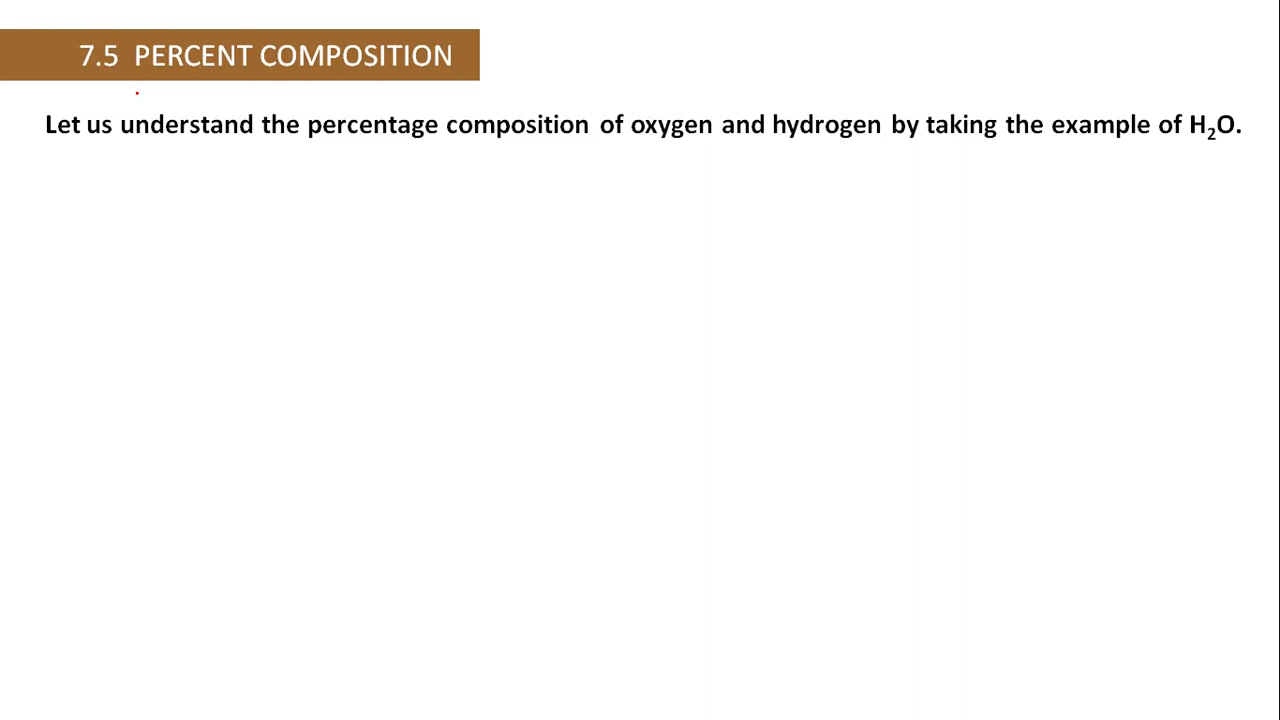 7.5 PERCENT COMPOSITION
Let us understand the percentage composition of oxygen and hydrogen by taking the example of H₂O.